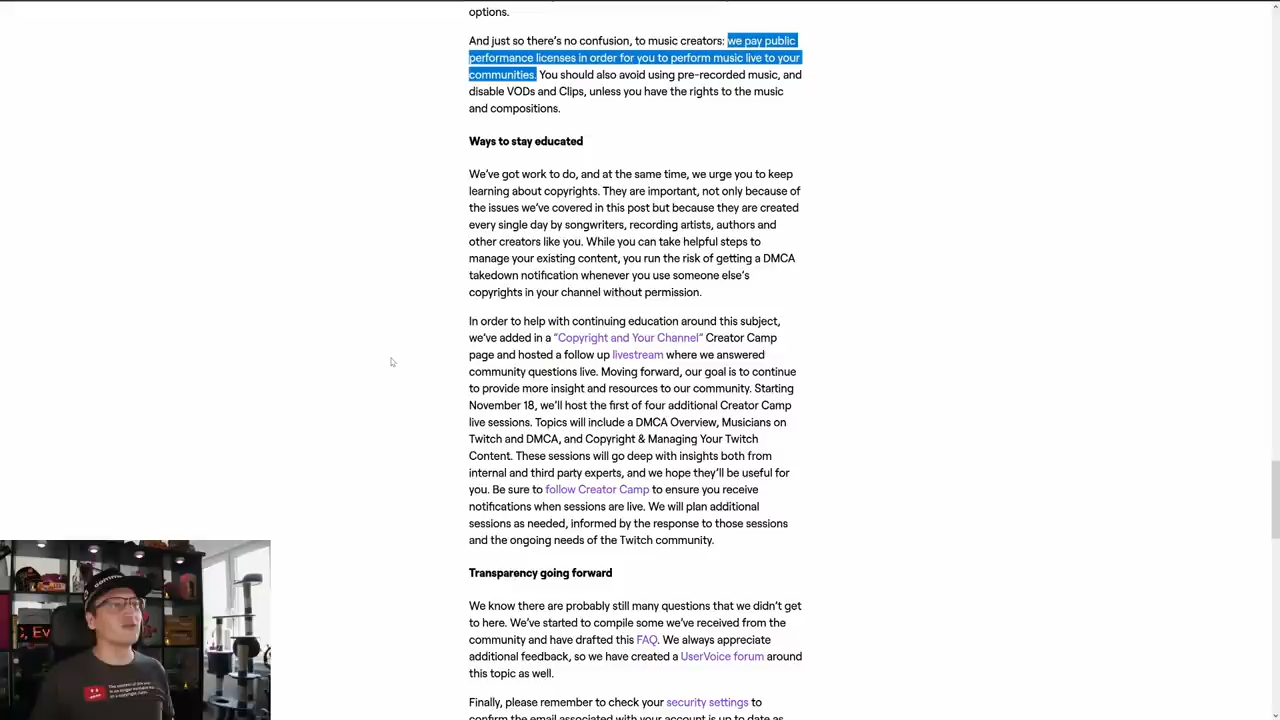 options.
And just so there's no confusion, to music creators: we pay public
performance licenses in order for you to perform music live to your
communities. You should also avoid using pre-recorded music, and
disable VODs and Clips, unless you have the rights to the music
and compositions.
Ways to stay educated
We've got work to do, and at the same time, we urge you to keep
learning about copyrights. They are important, not only because of
the issues we've covered in this post but because they are created
every single day by songwriters, recording artists, authors and
other creators like you. While you can take helpful steps to
manage your existing content, you run the risk of getting a DMCA
takedown notification whenever you use someone else's
copyrights in your channel without permission.
In order to help with continuing education around this subject,
we've added in a "Copyright and Your Channel" Creator Camp
page and hosted a follow up livestream where we answered
community questions live. Moving forward, our goal is to continue
to provide more insight and resources to our community. Starting
November 18, we'll host the first of four additional Creator Camp
live sessions. Topics will include a DMCA Overview, Musicians on
Twitch and DMCA, and Copyright & Managing Your Twitch
Content. These sessions will go deep with insights both from
internal and third party experts, and we hope they'll be useful for
you. Be sure to follow Creator Camp to ensure you receive
notifications when sessions are live. We will plan additional
sessions as needed, informed by the response to those sessions
and the ongoing needs of the Twitch community.
Transparency going forward
We know there are probably still many questions that we didn't get
to here. We've started to compile some we've received from the
community and have drafted this FAQ. We always appreciate
additional feedback, so we have created a UserVoice forum around
this topic as well.
Finally, please remember to check your security settings to
confirm the email associated with your account is up to date as